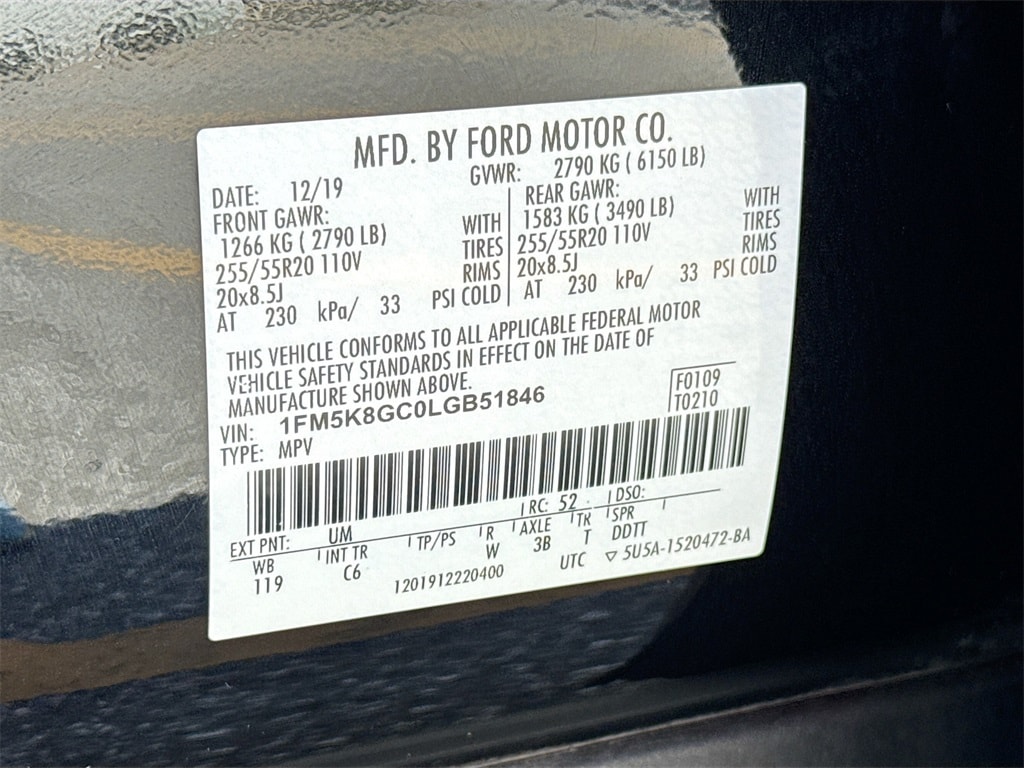 MFD. BY FORD MOTOR CO.
DATE: 12/19 GVWR: 2790 KG ( 6150 LB)
FRONT GAWR: REAR GAWR:
1266 KG ( 2790 LB) WITH 1583 KG ( 3490 LB) WITH
255/55R20 110V TIRES 255/55R20 110V TIRES
20x8.5J RIMS 20x8.5J RIMS
AT 230 kPa/ 33 PSI COLD AT 230 kPa/ 33 PSI COLD
THIS VEHICLE CONFORMS TO ALL APPLICABLE FEDERAL MOTOR
VEHICLE SAFETY STANDARDS IN EFFECT ON THE DATE OF
MANUFACTURE SHOWN ABOVE.
VIN: 1FM5K8GC0LGB51846 F0109
TYPE: MPV T0210
EXT PNT: UM RC: 52 DSO:
WB INT TR TP/PS R AXLE TR SPR
119 C6 W 3B T DDTT
1201912220400 UTC ▽ 5U5A-1520472-BA